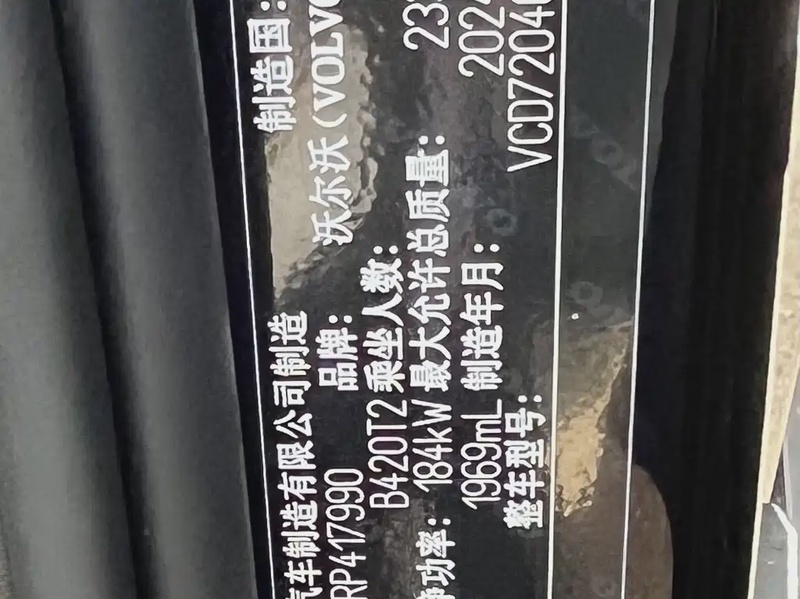 汽车制造有限公司制造 制造国:
RP417990 品牌: 沃尔沃(VOLVO
B420T2 乘坐人数:
功率: 184kW 最大允许总质量: 23
1969mL 制造年月: 202
整车型号: VCD7204